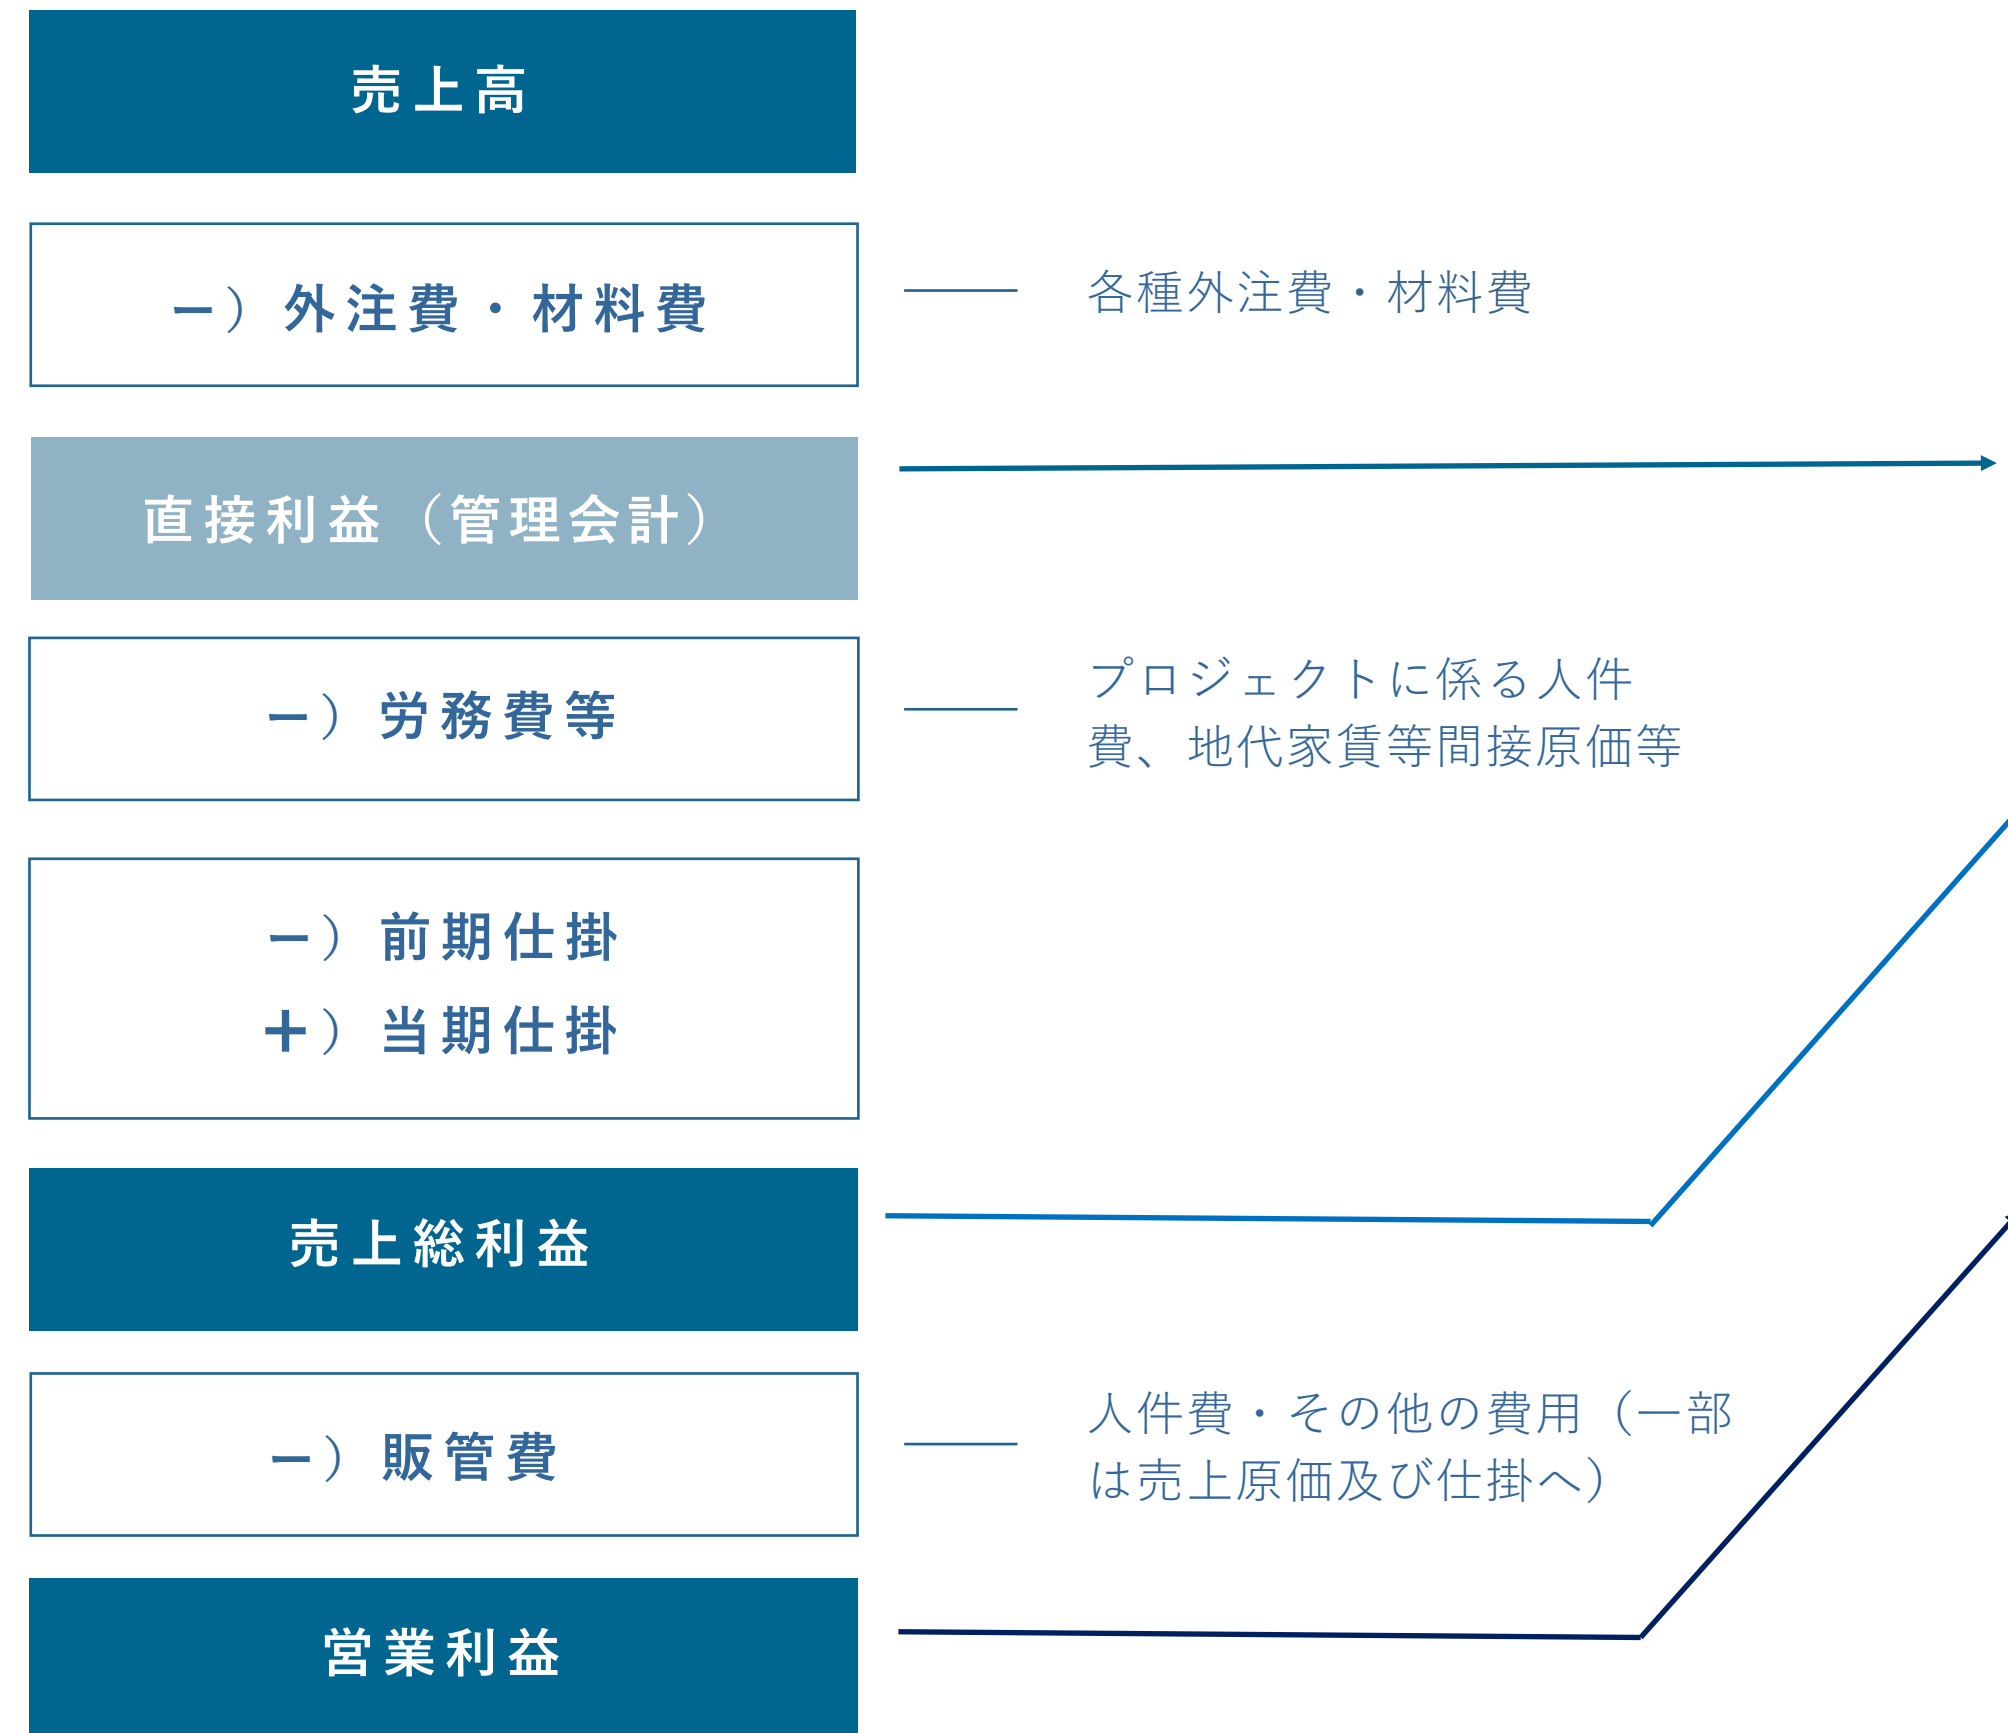 売上高
ー）外注費・材料費
各種外注費・材料費
直接利益（管理会計）
ー）労務費等
プロジェクトに係る人件
費、地代家賃等間接原価等
ー）前期仕掛
＋）当期仕掛
売上総利益
ー）販管費
人件費・その他の費用（一部
は売上原価及び仕掛へ）
営業利益